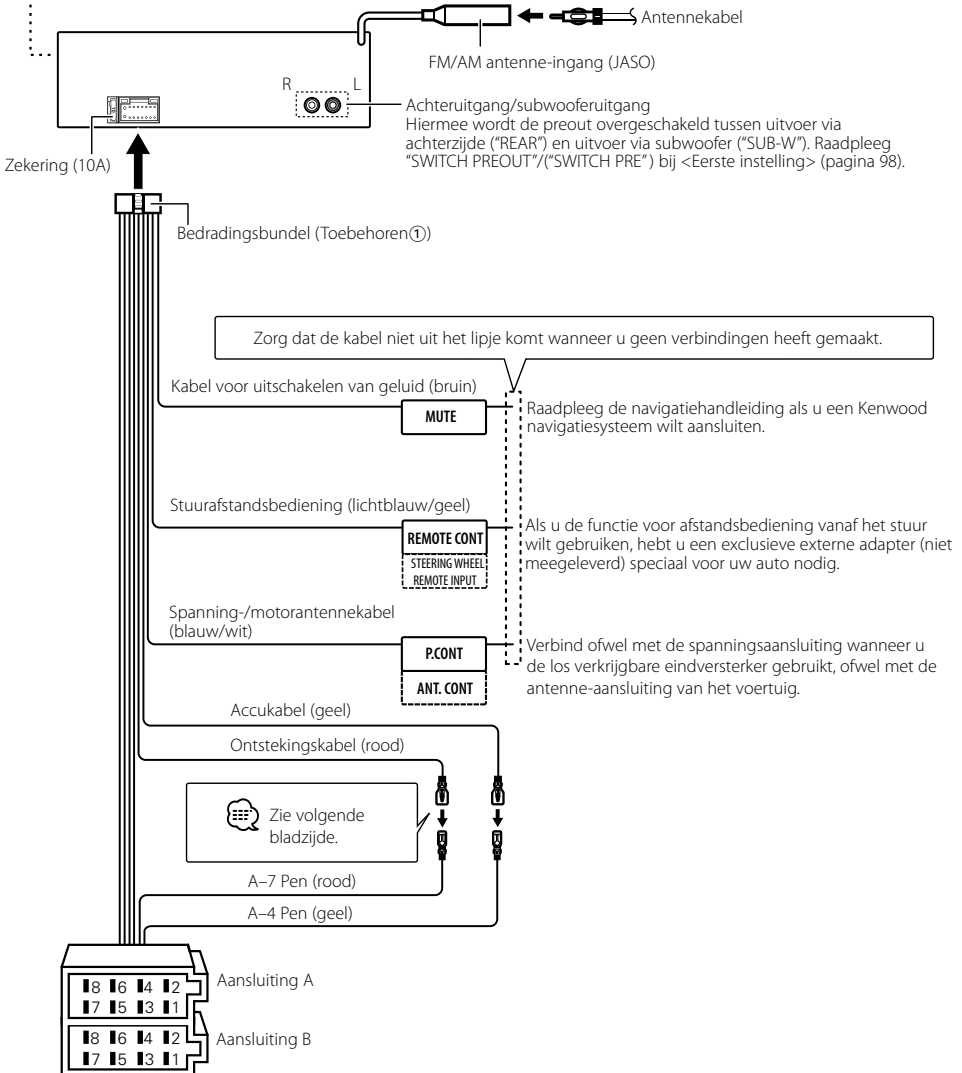 Antennekabel
FM/AM antenne-ingang (JASO)
R L
Achteruitgang/subwooferuitgang
Hiermee wordt de preout overgeschakeld tussen uitvoer via
achterzijde ("REAR") en uitvoer via subwoofer ("SUB-W"). Raadpleeg
"SWITCH PREOUT"/("SWITCH PRE") bij <Eerste instelling> (pagina 98).
Zekering (10A)
Bedradingsbundel (Toebehoren①)
Zorg dat de kabel niet uit het lipje komt wanneer u geen verbindingen heeft gemaakt.
Kabel voor uitschakelen van geluid (bruin)
MUTE
Raadpleeg de navigatiehandleiding als u een Kenwood
navigatiesysteem wilt aansluiten.
Stuurafstandsbediening (lichtblauw/geel)
REMOTE CONT
STEERING WHEEL
REMOTE INPUT
Als u de functie voor afstandsbediening vanaf het stuur
wilt gebruiken, hebt u een exclusieve externe adapter (niet
meegeleverd) speciaal voor uw auto nodig.
Spanning-/motorantennekabel
(blauw/wit)
P.CONT
ANT. CONT
Verbind ofwel met de spanningsaansluiting wanneer u
de los verkrijgbare eindversterker gebruikt, ofwel met de
antenne-aansluiting van het voertuig.
Accukabel (geel)
Ontstekingskabel (rood)
Zie volgende
bladzijde.
A–7 Pen (rood)
A–4 Pen (geel)
Aansluiting A
8 6 4 2
7 5 3 1
Aansluiting B
8 6 4 2
7 5 3 1